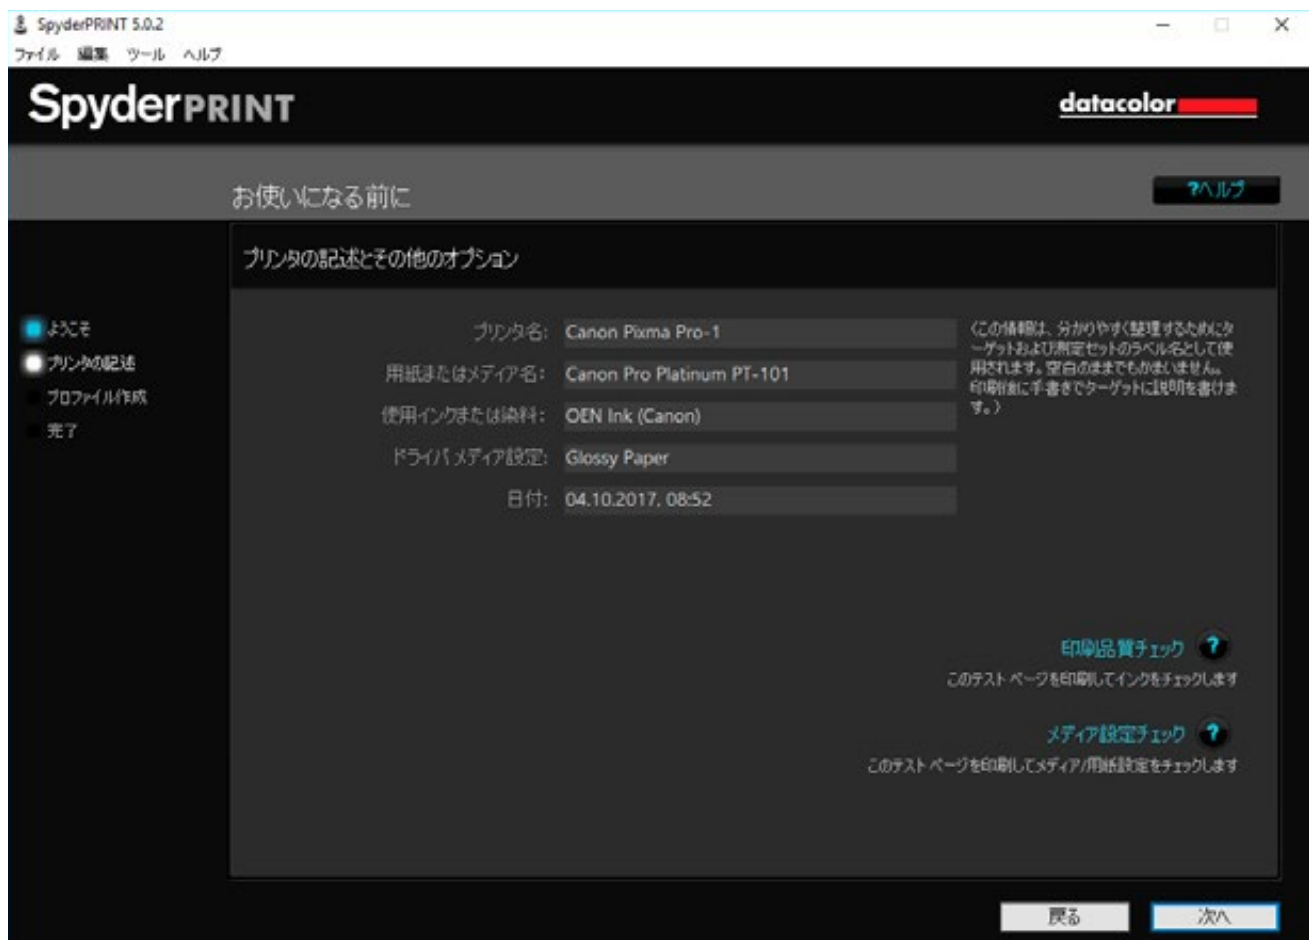 SpyderPRINT 5.0.2
ファイル 編集 ツール ヘルプ
SpyderPRINT
datacolor
お使いになる前に
?ヘルプ
プリンタの記述とその他のオプション
ようこそ
プリンタの記述
プロファイル作成
完了
プリンタ名: Canon Pixma Pro-1
用紙またはメディア名: Canon Pro Platinum PT-101
使用インクまたは染料: OEN Ink (Canon)
ドライバ メディア設定: Glossy Paper
日付: 04.10.2017, 08:52
(この情報は、分かりやすく整理するためにタ
ーゲットおよび測定セットのラベル名として使
用されます。空白のままでもかまいません。
印刷後に手書きでターゲットに説明を書けま
す。)
印刷品質チェック ?
このテスト ページを印刷してインクをチェックします
メディア設定チェック ?
このテスト ページを印刷してメディア/用紙設定をチェックします
戻る 次へ